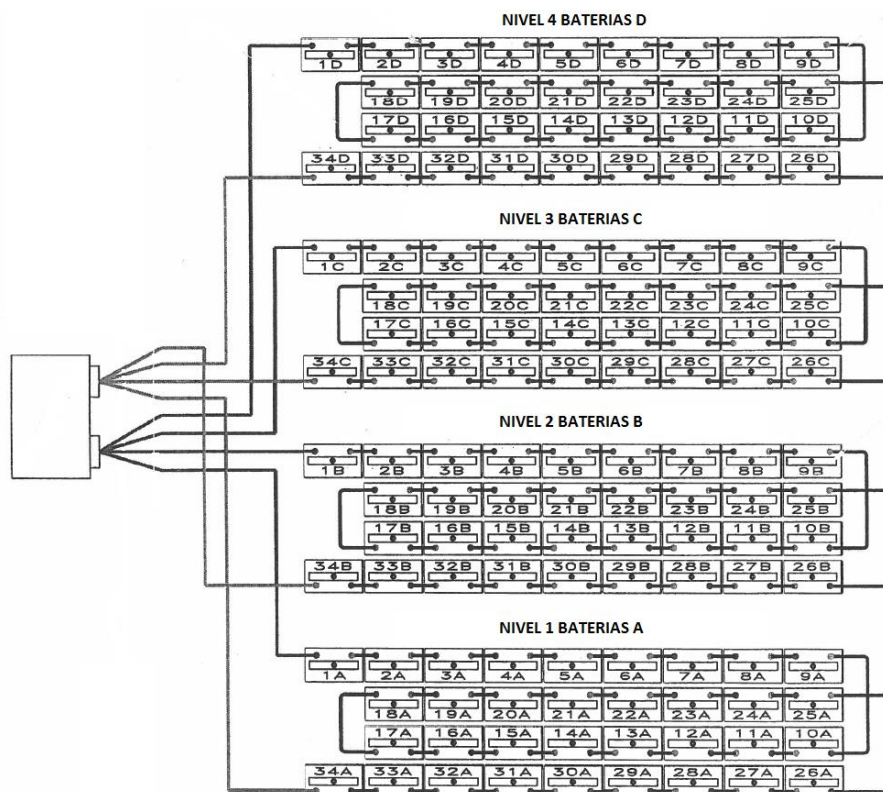 NIVEL 4 BATERIAS D
1D 2D 3D 4D 5D 6D 7D 8D 9D
18D 19D 20D 21D 22D 23D 24D 25D
17D 16D 15D 14D 13D 12D 11D 10D
34D 33D 32D 31D 30D 29D 28D 27D 26D
NIVEL 3 BATERIAS C
1C 2C 3C 4C 5C 6C 7C 8C 9C
18C 19C 20C 21C 22C 23C 24C 25C
17C 16C 15C 14C 13C 12C 11C 10C
34C 33C 32C 31C 30C 29C 28C 27C 26C
NIVEL 2 BATERIAS B
1B 2B 3B 4B 5B 6B 7B 8B 9B
18B 19B 20B 21B 22B 23B 24B 25B
17B 16B 15B 14B 13B 12B 11B 10B
34B 33B 32B 31B 30B 29B 28B 27B 26B
NIVEL 1 BATERIAS A
1A 2A 3A 4A 5A 6A 7A 8A 9A
18A 19A 20A 21A 22A 23A 24A 25A
17A 16A 15A 14A 13A 12A 11A 10A
34A 33A 32A 31A 30A 29A 28A 27A 26A